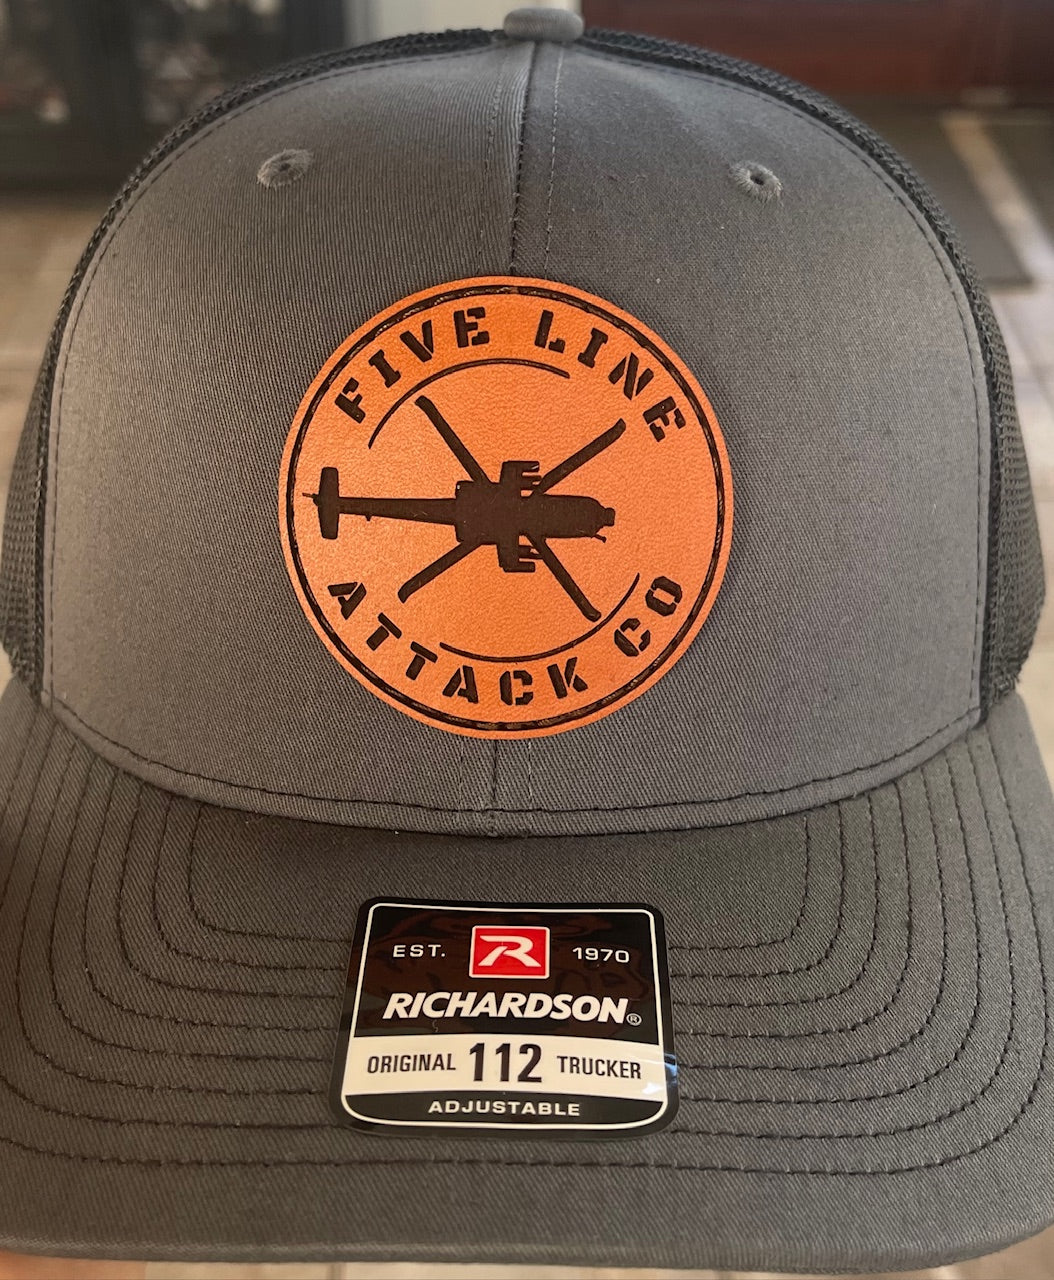 FIVE LINE
ATTACK CO
EST. R 1970
RICHARDSON®
ORIGINAL 112 TRUCKER
ADJUSTABLE